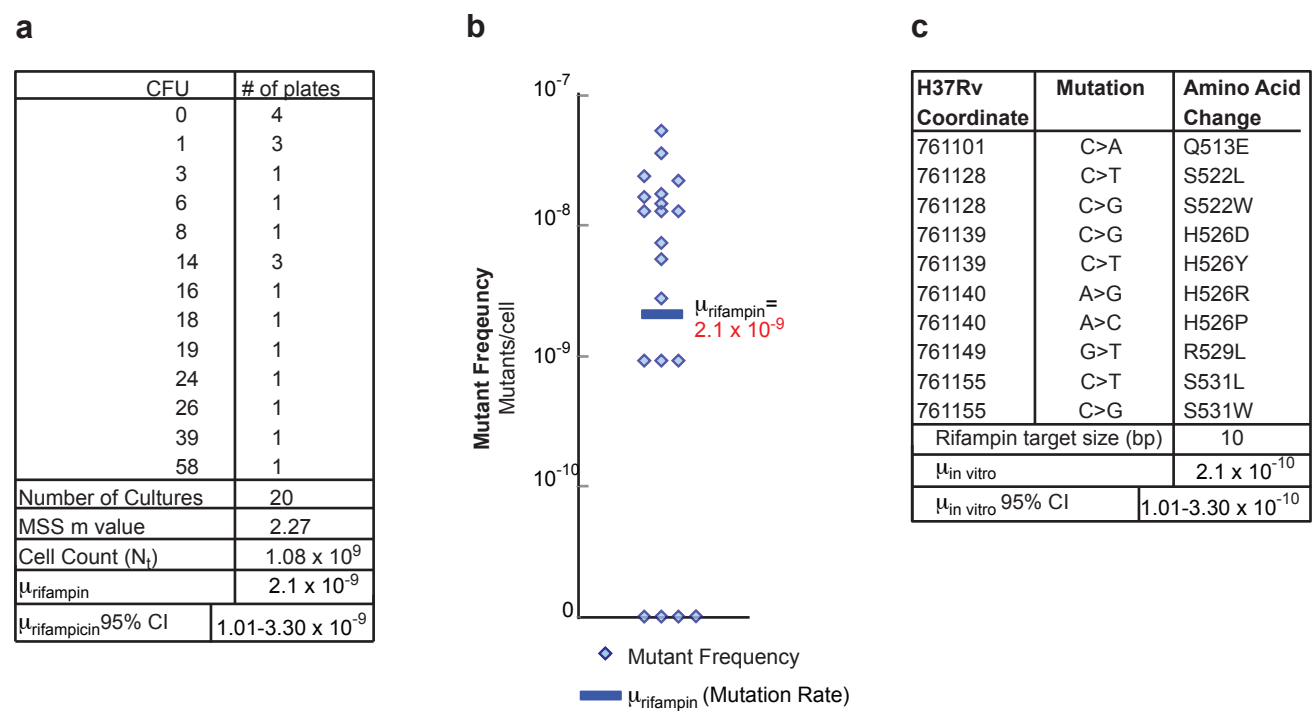 a
CFU # of plates
0 4
1 3
3 1
6 1
8 1
14 3
16 1
18 1
19 1
24 1
26 1
39 1
58 1
Number of Cultures 20
MSS m value 2.27
Cell Count (Nt) 1.08 x 10^9
μrifampin 2.1 x 10^-9
μrifampicin95% CI 1.01-3.30 x 10^-9
b
Mutant Freqeuncy
Mutants/cell
10^-7
10^-8
10^-9
10^-10
0
μrifampin=
2.1 x 10^-9
Mutant Frequency
μrifampin (Mutation Rate)
c
H37Rv Mutation Amino Acid
Coordinate Change
761101 C>A Q513E
761128 C>T S522L
761128 C>G S522W
761139 C>G H526D
761139 C>T H526Y
761140 A>G H526R
761140 A>C H526P
761149 G>T R529L
761155 C>T S531L
761155 C>G S531W
Rifampin target size (bp) 10
μin vitro 2.1 x 10^-10
μin vitro 95% CI 1.01-3.30 x 10^-10